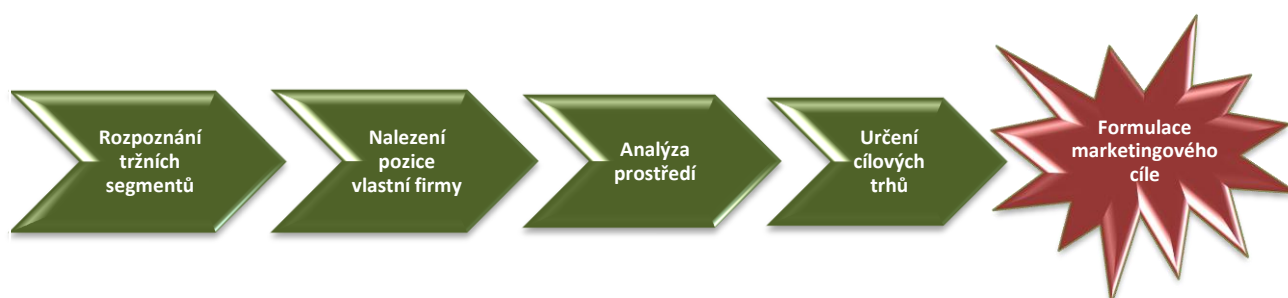 Rozpoznání
tržních
segmentů
Nalezení
pozice
vlastní firmy
Analýza
prostředí
Určení
cílových
trhů
Formulace
marketingového
cíle